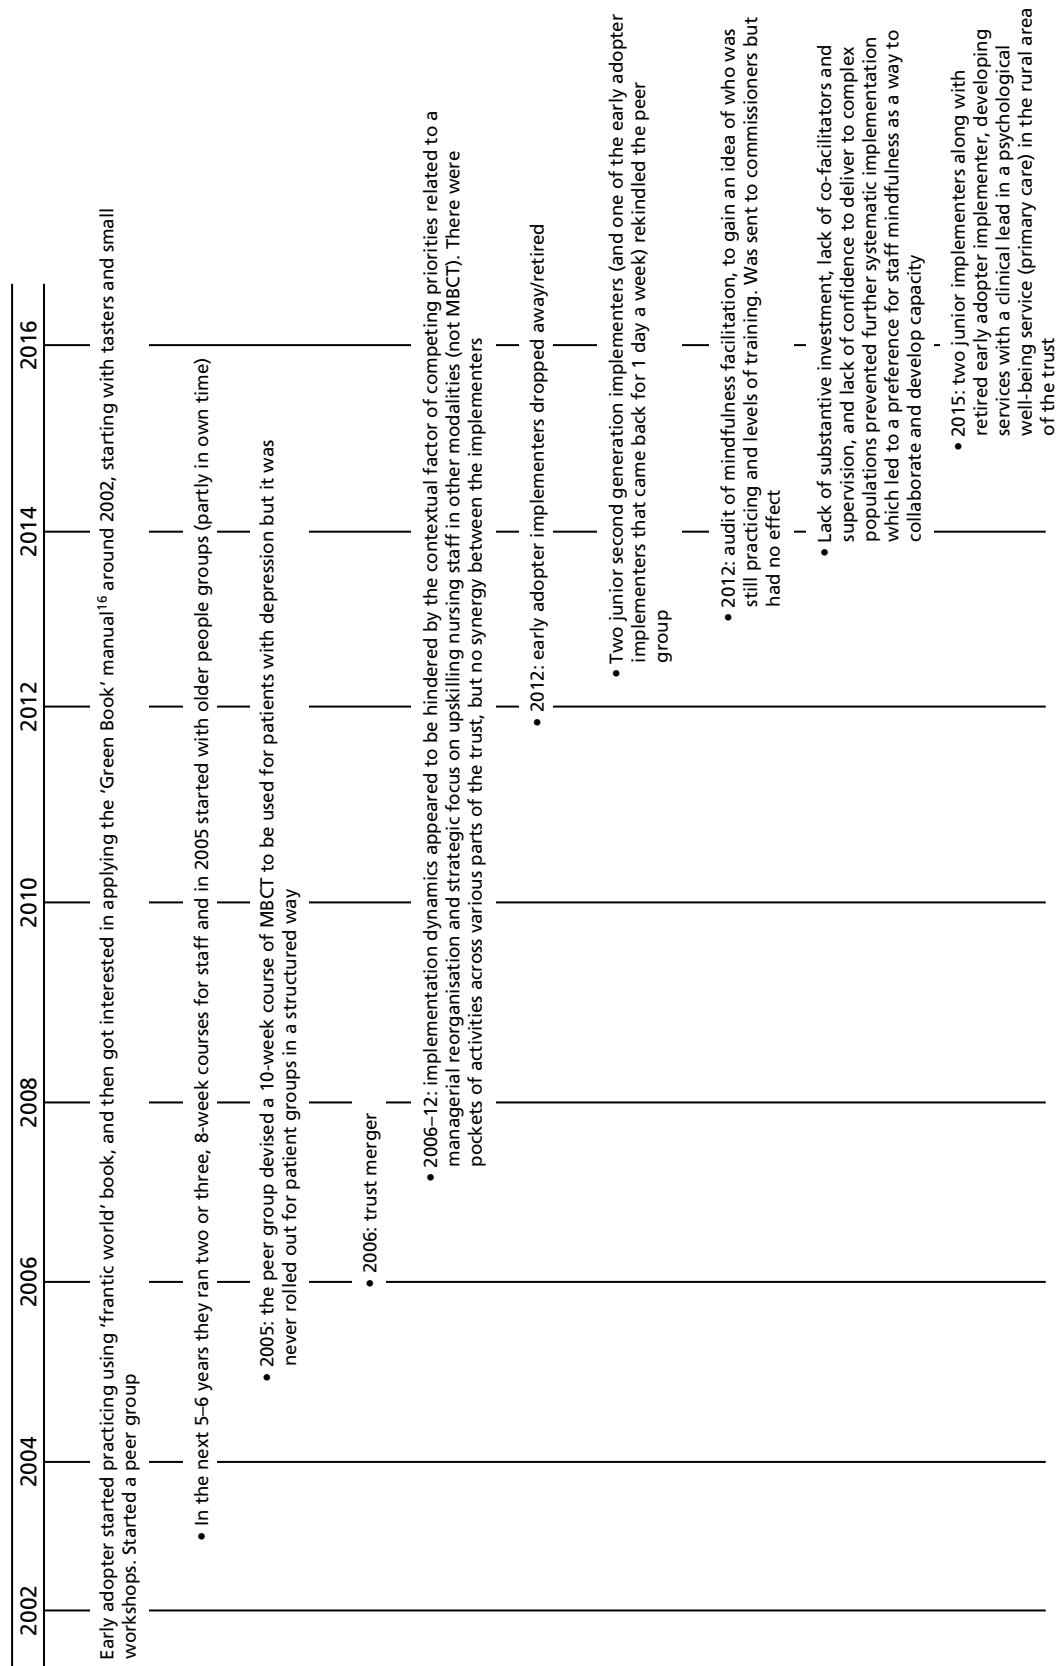 2002 2004 2006 2008 2010 2012 2014 2016
Early adopter started practicing using 'frantic world' book, and then got interested in applying the 'Green Book' manual16 around 2002, starting with tasters and small
workshops. Started a peer group
• In the next 5–6 years they ran two or three, 8-week courses for staff and in 2005 started with older people groups (partly in own time)
• 2005: the peer group devised a 10-week course of MBCT to be used for patients with depression but it was
never rolled out for patient groups in a structured way
• 2006: trust merger
• 2006–12: implementation dynamics appeared to be hindered by the contextual factor of competing priorities related to a
managerial reorganisation and strategic focus on upskilling nursing staff in other modalities (not MBCT). There were
pockets of activities across various parts of the trust, but no synergy between the implementers
• 2012: early adopter implementers dropped away/retired
• Two junior second generation implementers (and one of the early adopter
implementers that came back for 1 day a week) rekindled the peer
group
• 2012: audit of mindfulness facilitation, to gain an idea of who was
still practicing and levels of training. Was sent to commissioners but
had no effect
• Lack of substantive investment, lack of co-facilitators and
supervision, and lack of confidence to deliver to complex
populations prevented further systematic implementation
which led to a preference for staff mindfulness as a way to
collaborate and develop capacity
• 2015: two junior implementers along with
retired early adopter implementer, developing
services with a clinical lead in a psychological
well-being service (primary care) in the rural area
of the trust